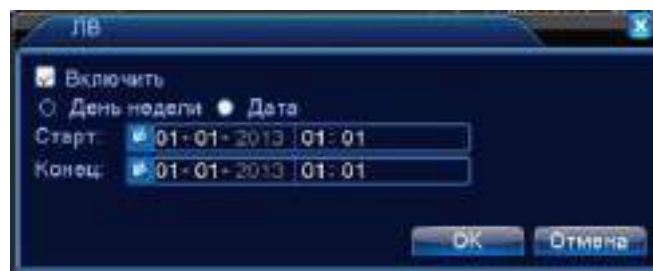 ЛВ
Включить
День недели Дата
Старт: 01-01-2013 01:01
Конец: 01-01-2013 01:01
OK Отмена